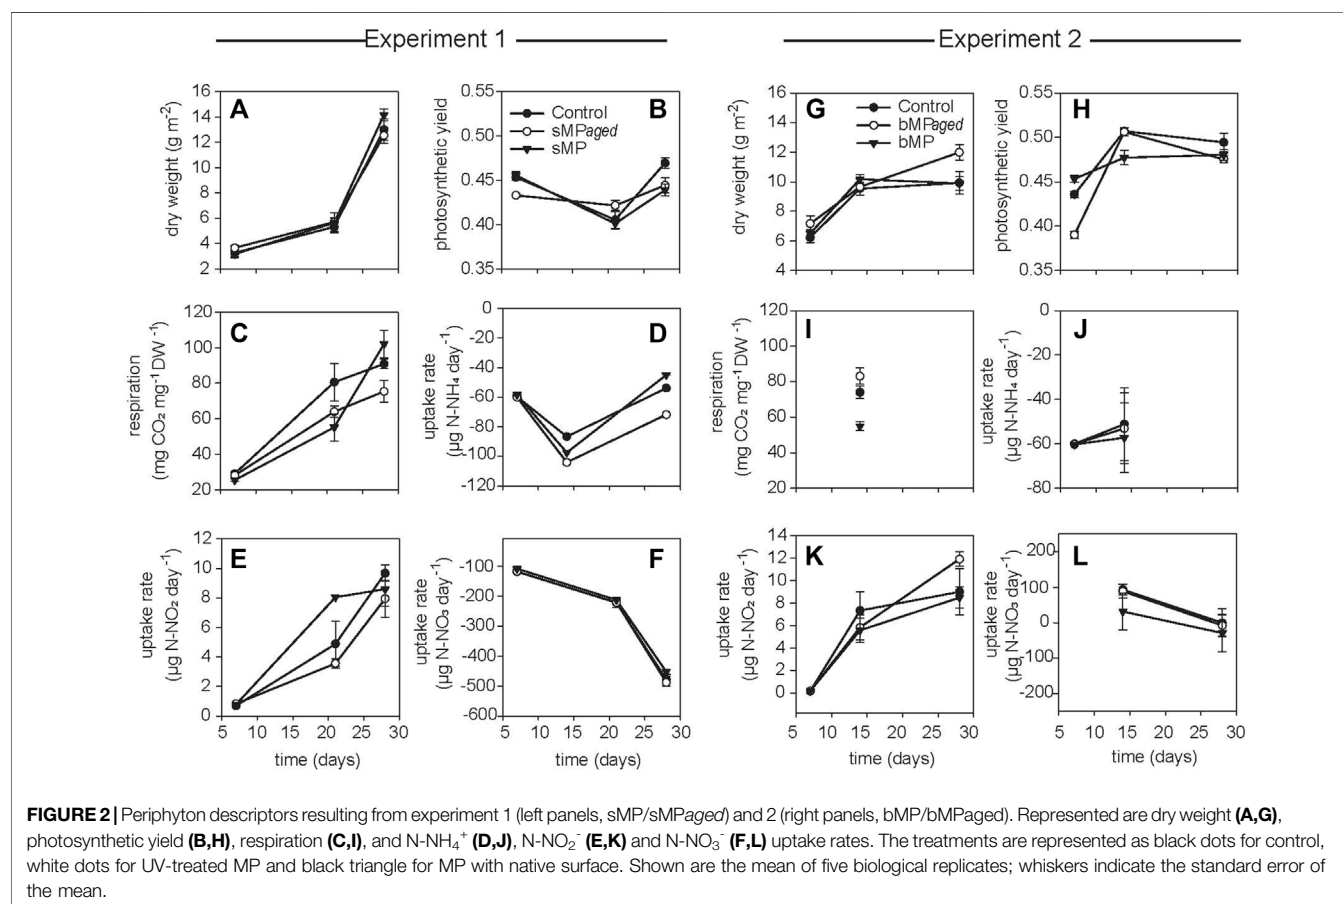 Experiment 1
Experiment 2
A
dry weight (g m-2)
16
14
12
10
8
6
4
2
B
Control
sMPaged
sMP
photosynthetic yield
0.55
0.50
0.45
0.40
0.35
G
Control
bMPaged
bMP
dry weight (g m-2)
16
14
12
10
8
6
4
H
photosynthetic yield
0.55
0.50
0.45
0.40
0.35
C
respiration
(mg CO₂ mg-1 DW -1)
120
100
80
60
40
20
D
uptake rate
(µg N-NH₄ day-1)
0
-20
-40
-60
-80
-100
-120
I
respiration
(mg CO₂ mg-1 DW -1)
120
100
80
60
40
20
J
uptake rate
(µg N-NH₄ day-1)
0
-20
-40
-60
-80
E
uptake rate
(µg N-NO₂ day-1)
12
10
8
6
4
2
0
5 10 15 20 25 30
time (days)
F
uptake rate
(µg N-NO₃ day-1)
-100
-200
-300
-400
-500
-600
5 10 15 20 25 30
time (days)
K
uptake rate
(µg N-NO₂ day-1)
14
12
10
8
6
4
2
0
5 10 15 20 25 30
time (days)
L
uptake rate
(µg N-NO₃ day-1)
200
100
0
-100
-200
5 10 15 20 25 30
time (days)
FIGURE 2 | Periphyton descriptors resulting from experiment 1 (left panels, sMP/sMPaged) and 2 (right panels, bMP/bMPaged). Represented are dry weight (A,G),
photosynthetic yield (B,H), respiration (C,I), and N-NH₄⁺ (D,J), N-NO₂⁻ (E,K) and N-NO₃⁻ (F,L) uptake rates. The treatments are represented as black dots for control,
white dots for UV-treated MP and black triangle for MP with native surface. Shown are the mean of five biological replicates; whiskers indicate the standard error of
the mean.